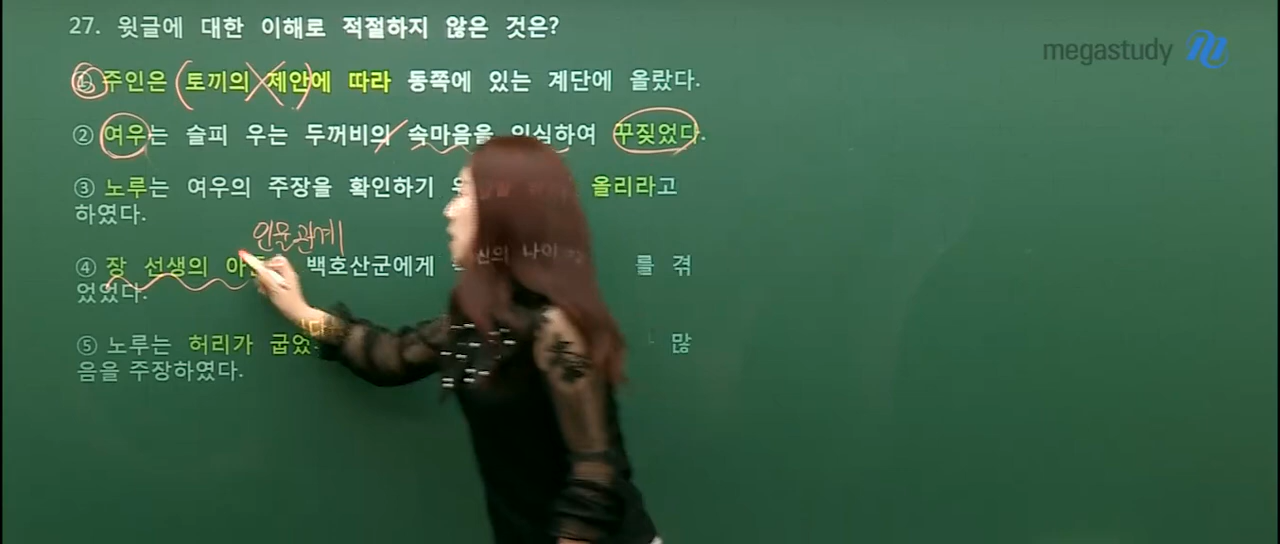 27. 윗글에 대한 이해로 적절하지 않은 것은?
megastudy
① 주인은 토끼의 제안에 따라 동쪽에 있는 계단에 올랐다.
② 여우는 슬피 우는 두꺼비의 속마음을 의심하여 꾸짖었다.
③ 노루는 여우의 주장을 확인하기 올리라고
하였다.
인물관계
④ 장 선생의 백호산군에게 나이 를 겪
었었다.
⑤ 노루는 허리가 굽었 많
음을 주장하였다.